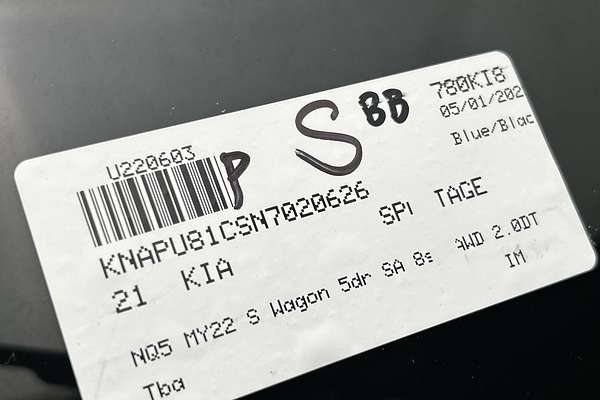 U220603 P S BB 780KI8
05/01/202
Blue/Blac
KNAPU81CSN7020626
21 KIA SP TAGE
NQ5 MY22 S Wagon 5dr SA 8s AWD 2.0DT
IM
Tba